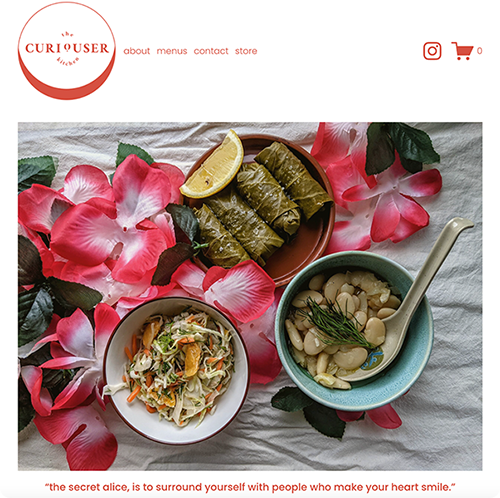 the
CURIOUSER
kitchen
about menus contact store
0
“the secret alice, is to surround yourself with people who make your heart smile.”